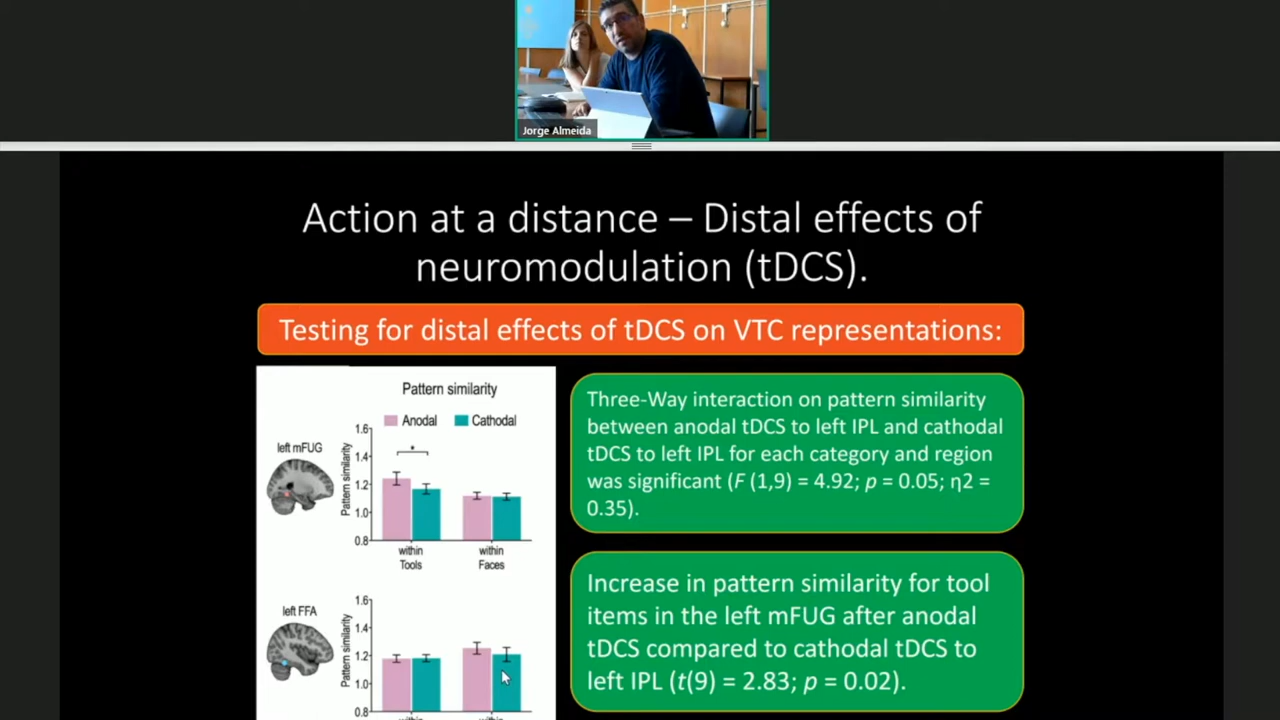 Jorge Almeida
Action at a distance – Distal effects of
neuromodulation (tDCS).
Testing for distal effects of tDCS on VTC representations:
Pattern similarity
Anodal
Cathodal
left mFUG
Pattern similarity
1.6
1.4
1.2
1.0
0.8
within
Tools
within
Faces
*
left FFA
Pattern similarity
1.6
1.4
1.2
1.0
0.8
Three-Way interaction on pattern similarity
between anodal tDCS to left IPL and cathodal
tDCS to left IPL for each category and region
was significant (F (1,9) = 4.92; p = 0.05; η2 =
0.35).
Increase in pattern similarity for tool
items in the left mFUG after anodal
tDCS compared to cathodal tDCS to
left IPL (t(9) = 2.83; p = 0.02).